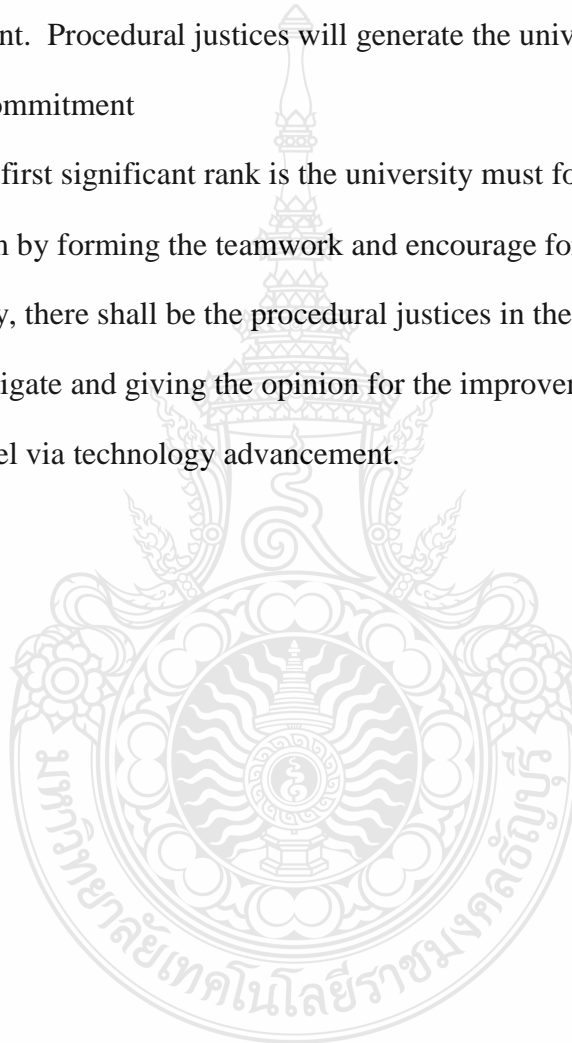 nt. Procedural justices will generate the univ
ommitment
first significant rank is the university must fo
n by forming the teamwork and encourage for
y, there shall be the procedural justices in the
tigate and giving the opinion for the improver
el via technology advancement.
มหาวิทยาลัยเทคโนโลยีราชมงคลธัญบุรี